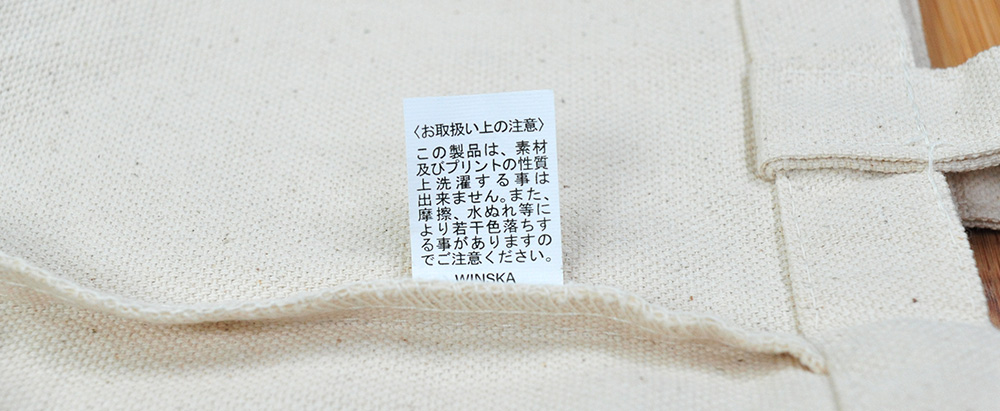 〈お取扱い上の注意〉
この製品は、素材
及びプリントの性質
上洗濯する事は
出来ません。また、
摩擦、水ぬれ等に
より若干色落ちす
る事がありますの
でご注意ください。
WINSKA